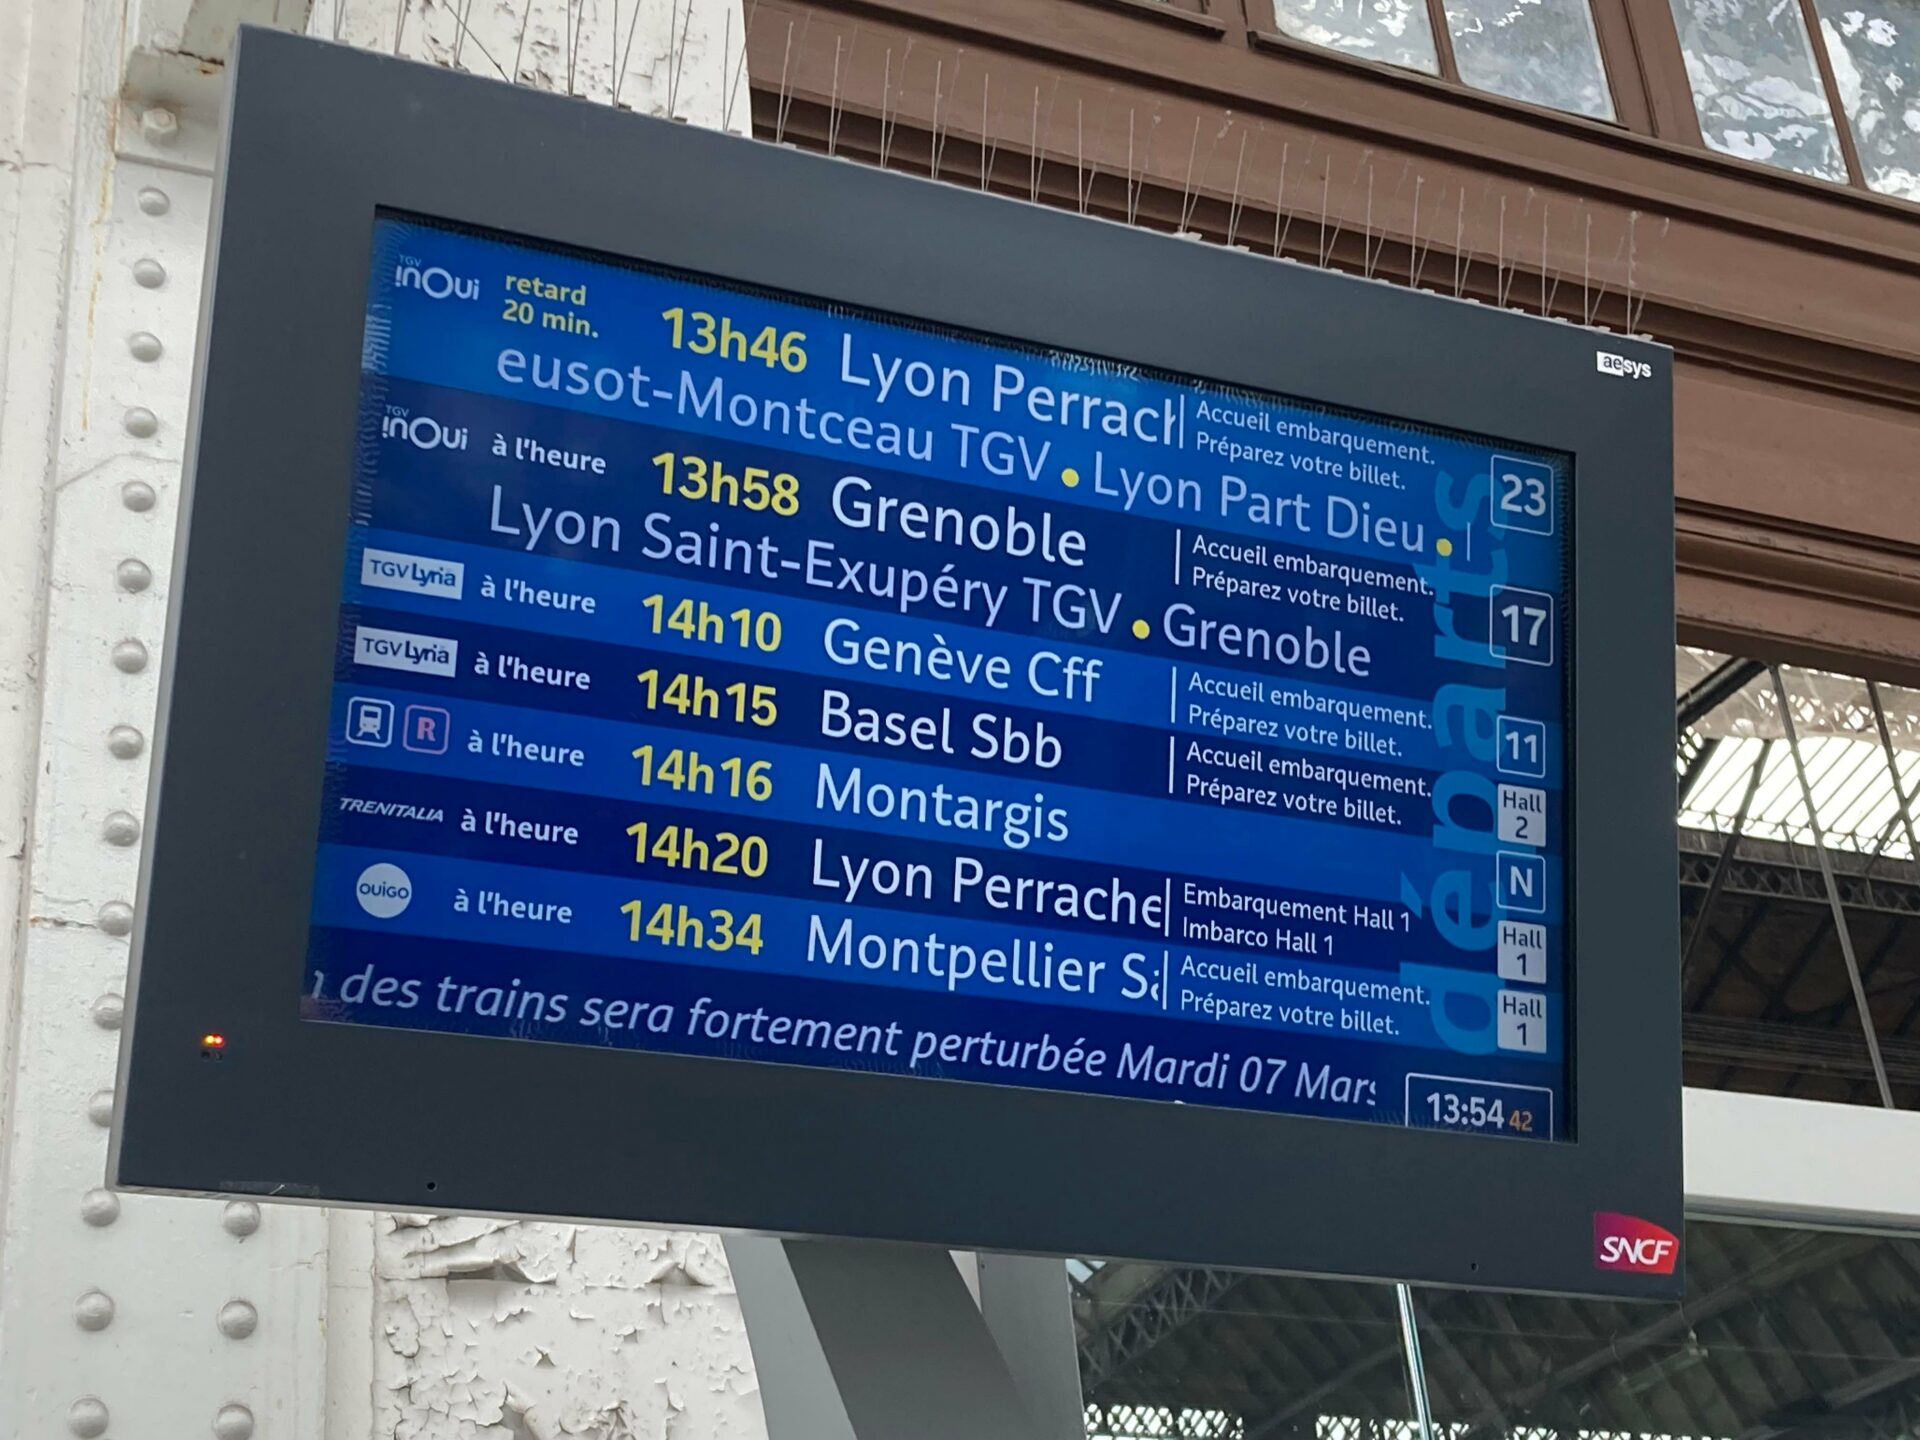 aesys
TGV inOui retard 20 min. 13h46 Lyon Perrach Accueil embarquement. Préparez votre billet. 23
eusot-Montceau TGV • Lyon Part Dieu •
TGV inOui à l'heure 13h58 Grenoble Accueil embarquement. Préparez votre billet. 17
Lyon Saint-Exupéry TGV • Grenoble
TGV Lyria à l'heure 14h10 Genève Cff Accueil embarquement. Préparez votre billet. 11
TGV Lyria à l'heure 14h15 Basel Sbb Accueil embarquement. Préparez votre billet. Hall 2
R à l'heure 14h16 Montargis N
TRENITALIA à l'heure 14h20 Lyon Perrache Embarquement Hall 1 Imbarco Hall 1 Hall 1
OUIGO à l'heure 14h34 Montpellier Sa Accueil embarquement. Préparez votre billet. Hall 1
départs
des trains sera fortement perturbée Mardi 07 Mars
13:54 42
SNCF